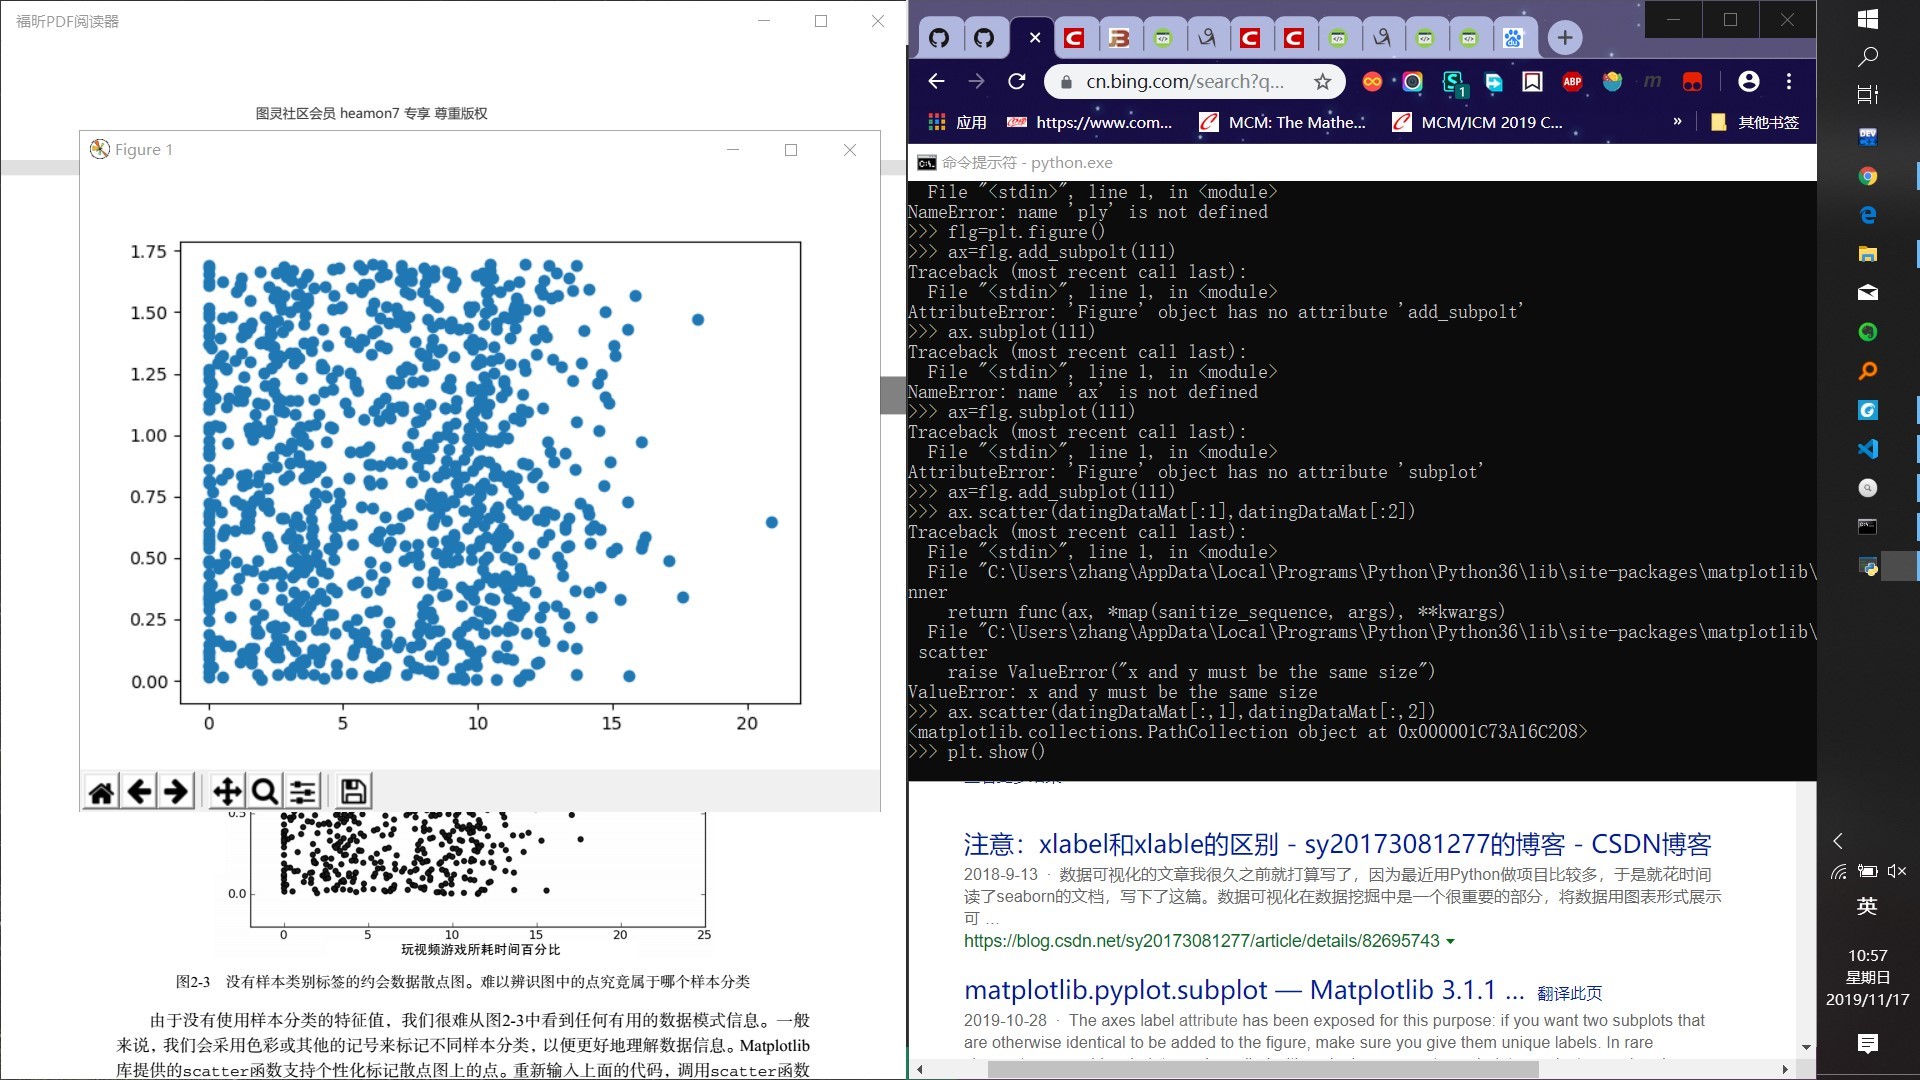 福昕PDF阅读器
图灵社区会员 heamon7 专享 尊重版权
Figure 1
1.75
1.50
1.25
1.00
0.75
0.50
0.25
0.00
0 5 10 15 20
0.0
0 5 10 15 20 25
玩视频游戏所耗时间百分比
图2-3 没有样本类别标签的约会数据散点图。难以辨识图中的点究竟属于哪个样本分类
由于没有使用样本分类的特征值，我们很难从图2-3中看到任何有用的数据模式信息。一般
来说，我们会采用色彩或其他的记号来标记不同样本分类，以便更好地理解数据信息。Matplotlib
库提供的scatter函数支持个性化标记散点图上的点。重新输入上面的代码，调用scatter函数
cn.bing.com/search?q...
1
ABP
m
应用
https://www.com...
MCM: The Mathe...
MCM/ICM 2019 C...
»
其他书签
命令提示符 - python.exe
File "<stdin>", line 1, in <module>
NameError: name 'ply' is not defined
>>> flg=plt.figure()
>>> ax=flg.add_subpolt(111)
Traceback (most recent call last):
File "<stdin>", line 1, in <module>
AttributeError: 'Figure' object has no attribute 'add_subpolt'
>>> ax.subplot(111)
Traceback (most recent call last):
File "<stdin>", line 1, in <module>
NameError: name 'ax' is not defined
>>> ax=flg.subplot(111)
Traceback (most recent call last):
File "<stdin>", line 1, in <module>
AttributeError: 'Figure' object has no attribute 'subplot'
>>> ax=flg.add_subplot(111)
>>> ax.scatter(datingDataMat[:1],datingDataMat[:2])
Traceback (most recent call last):
File "<stdin>", line 1, in <module>
File "C:\Users\zhang\AppData\Local\Programs\Python\Python36\lib\site-packages\matplotlib\
nner
return func(ax, *map(sanitize_sequence, args), **kwargs)
File "C:\Users\zhang\AppData\Local\Programs\Python\Python36\lib\site-packages\matplotlib\
scatter
raise ValueError("x and y must be the same size")
ValueError: x and y must be the same size
>>> ax.scatter(datingDataMat[:,1],datingDataMat[:,2])
<matplotlib.collections.PathCollection object at 0x000001C73A16C208>
>>> plt.show()
注意：xlabel和xlable的区别 - sy20173081277的博客 - CSDN博客
2018-9-13 · 数据可视化的文章我很久之前就打算写了，因为最近用Python做项目比较多，于是就花时间
读了seaborn的文档，写下了这篇。数据可视化在数据挖掘中是一个很重要的部分，将数据用图表形式展示
可 ...
https://blog.csdn.net/sy20173081277/article/details/82695743
matplotlib.pyplot.subplot — Matplotlib 3.1.1 ... 翻译此页
2019-10-28 · The axes label attribute has been exposed for this purpose: if you want two subplots that
are otherwise identical to be added to the figure, make sure you give them unique labels. In rare
英
10:57
星期日
2019/11/17